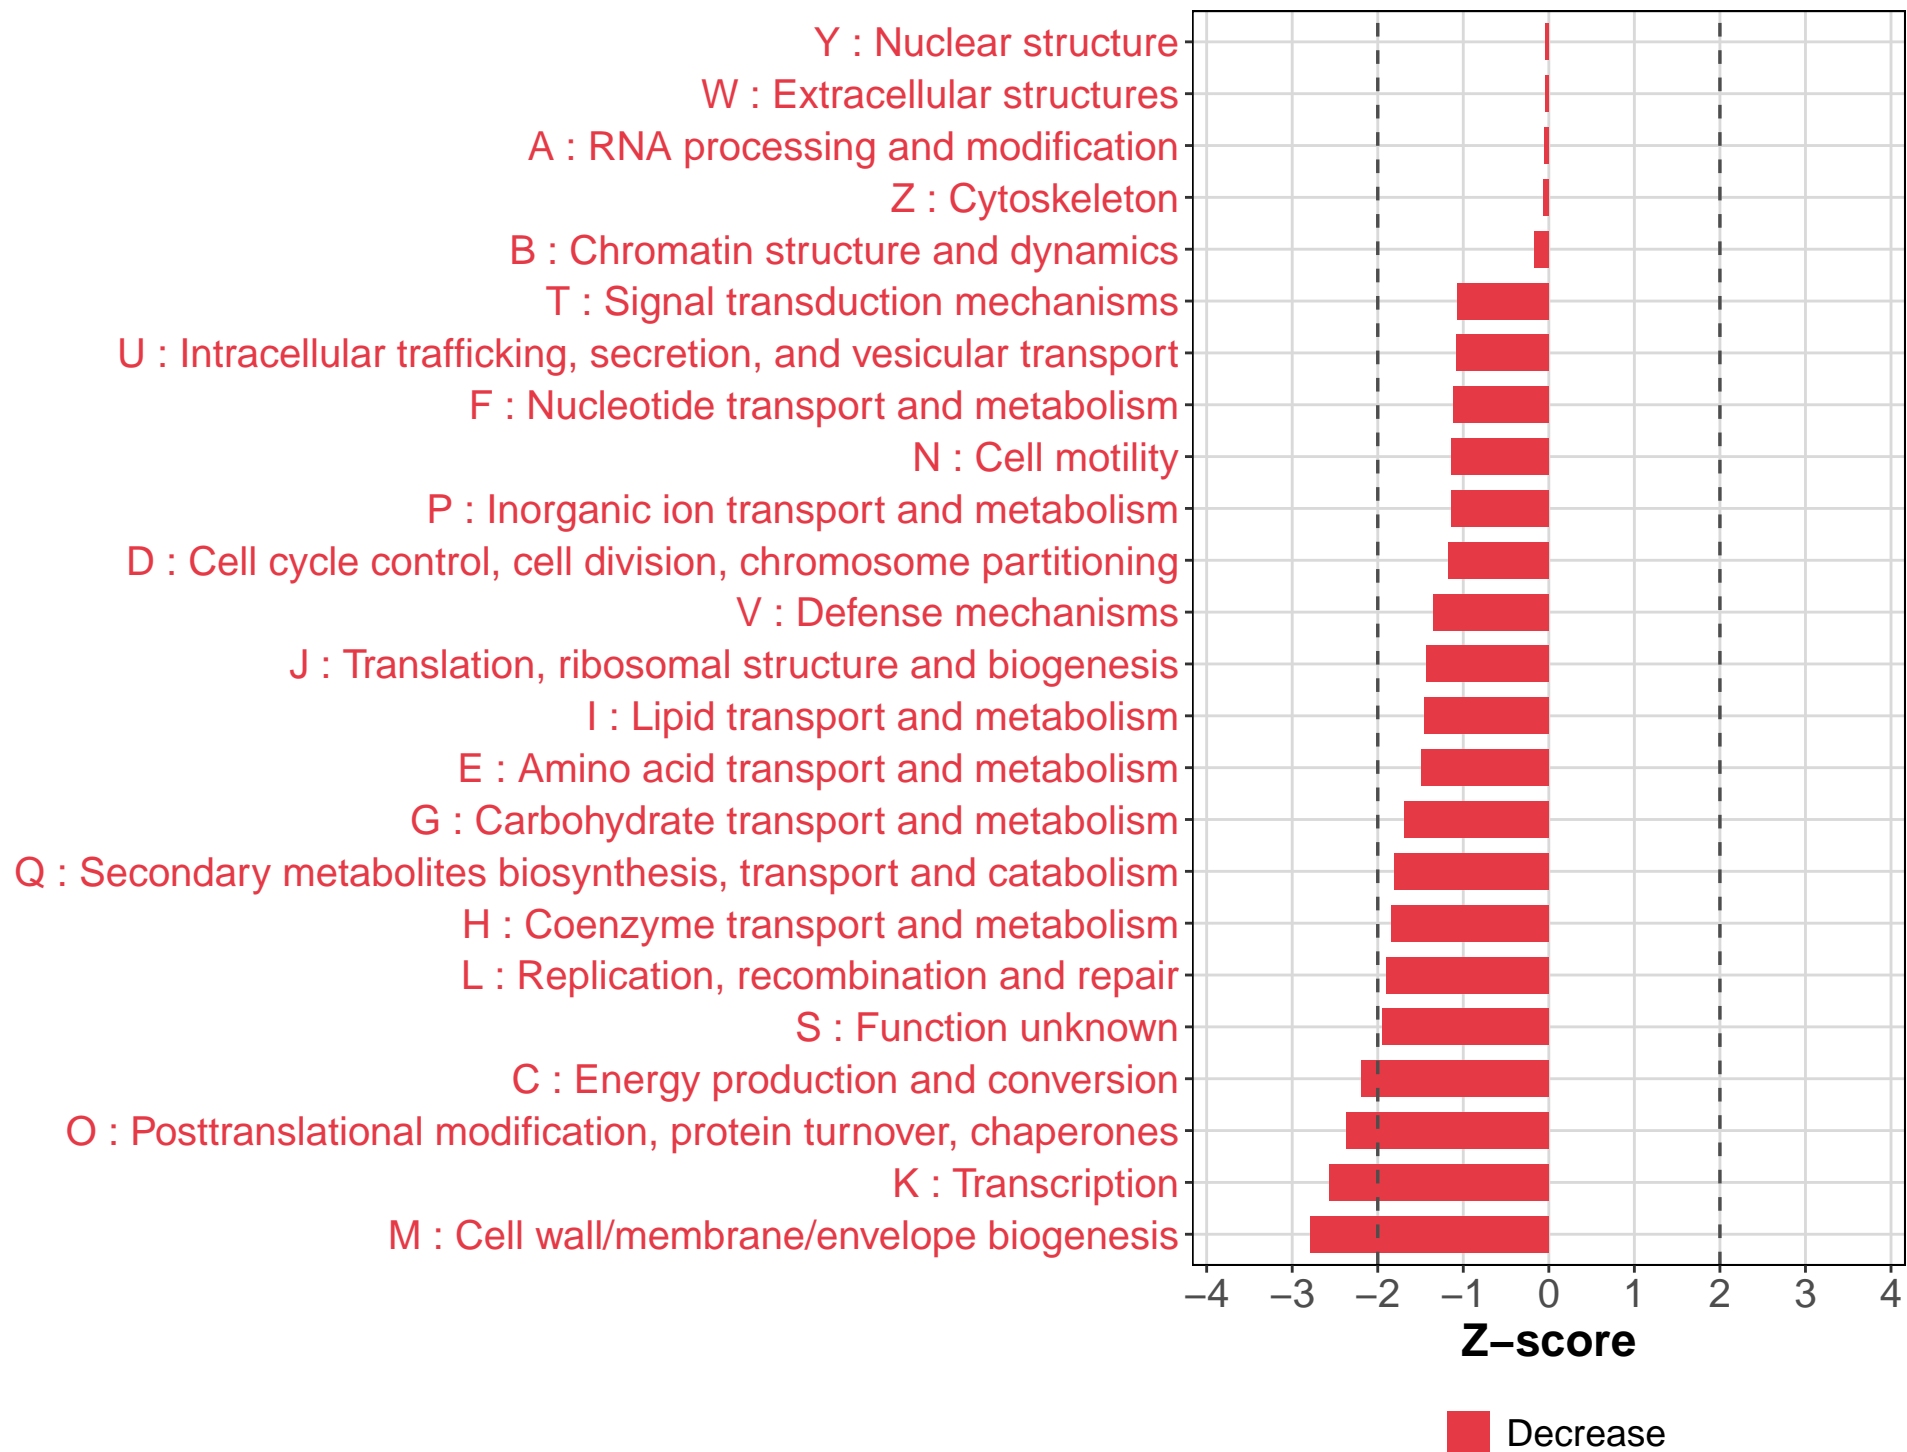 Y : Nuclear structure
W : Extracellular structures
A : RNA processing and modification
Z : Cytoskeleton
B : Chromatin structure and dynamics
T : Signal transduction mechanisms
U : Intracellular trafficking, secretion, and vesicular transport
F : Nucleotide transport and metabolism
N : Cell motility
P : Inorganic ion transport and metabolism
D : Cell cycle control, cell division, chromosome partitioning
V : Defense mechanisms
J : Translation, ribosomal structure and biogenesis
I : Lipid transport and metabolism
E : Amino acid transport and metabolism
G : Carbohydrate transport and metabolism
Q : Secondary metabolites biosynthesis, transport and catabolism
H : Coenzyme transport and metabolism
L : Replication, recombination and repair
S : Function unknown
C : Energy production and conversion
O : Posttranslational modification, protein turnover, chaperones
K : Transcription
M : Cell wall/membrane/envelope biogenesis
−4 −3 −2 −1 0 1 2 3 4
Z−score
Decrease